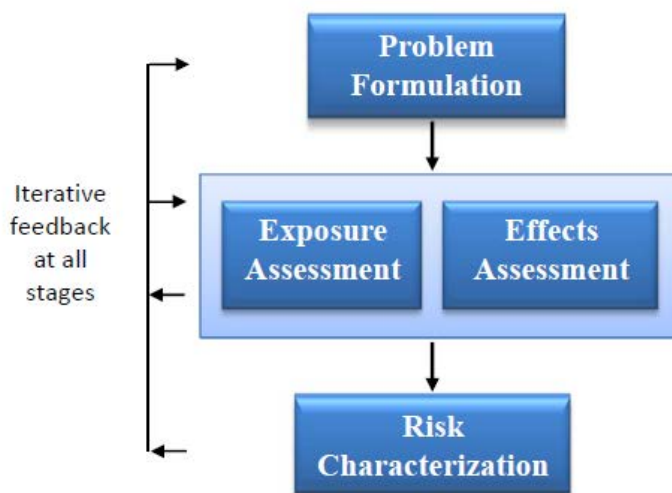 Problem
Formulation
Iterative
feedback
at all
stages
Exposure
Assessment
Effects
Assessment
Risk
Characterization